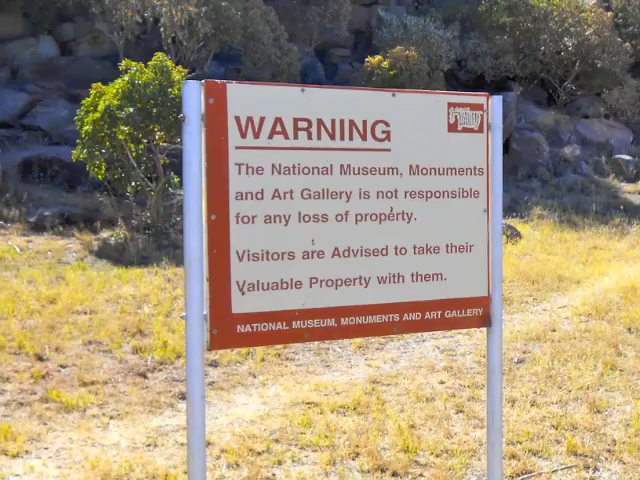 WARNING
The National Museum, Monuments
and Art Gallery is not responsible
for any loss of property.
Visitors are Advised to take their
Valuable Property with them.
NATIONAL MUSEUM, MONUMENTS AND ART GALLERY